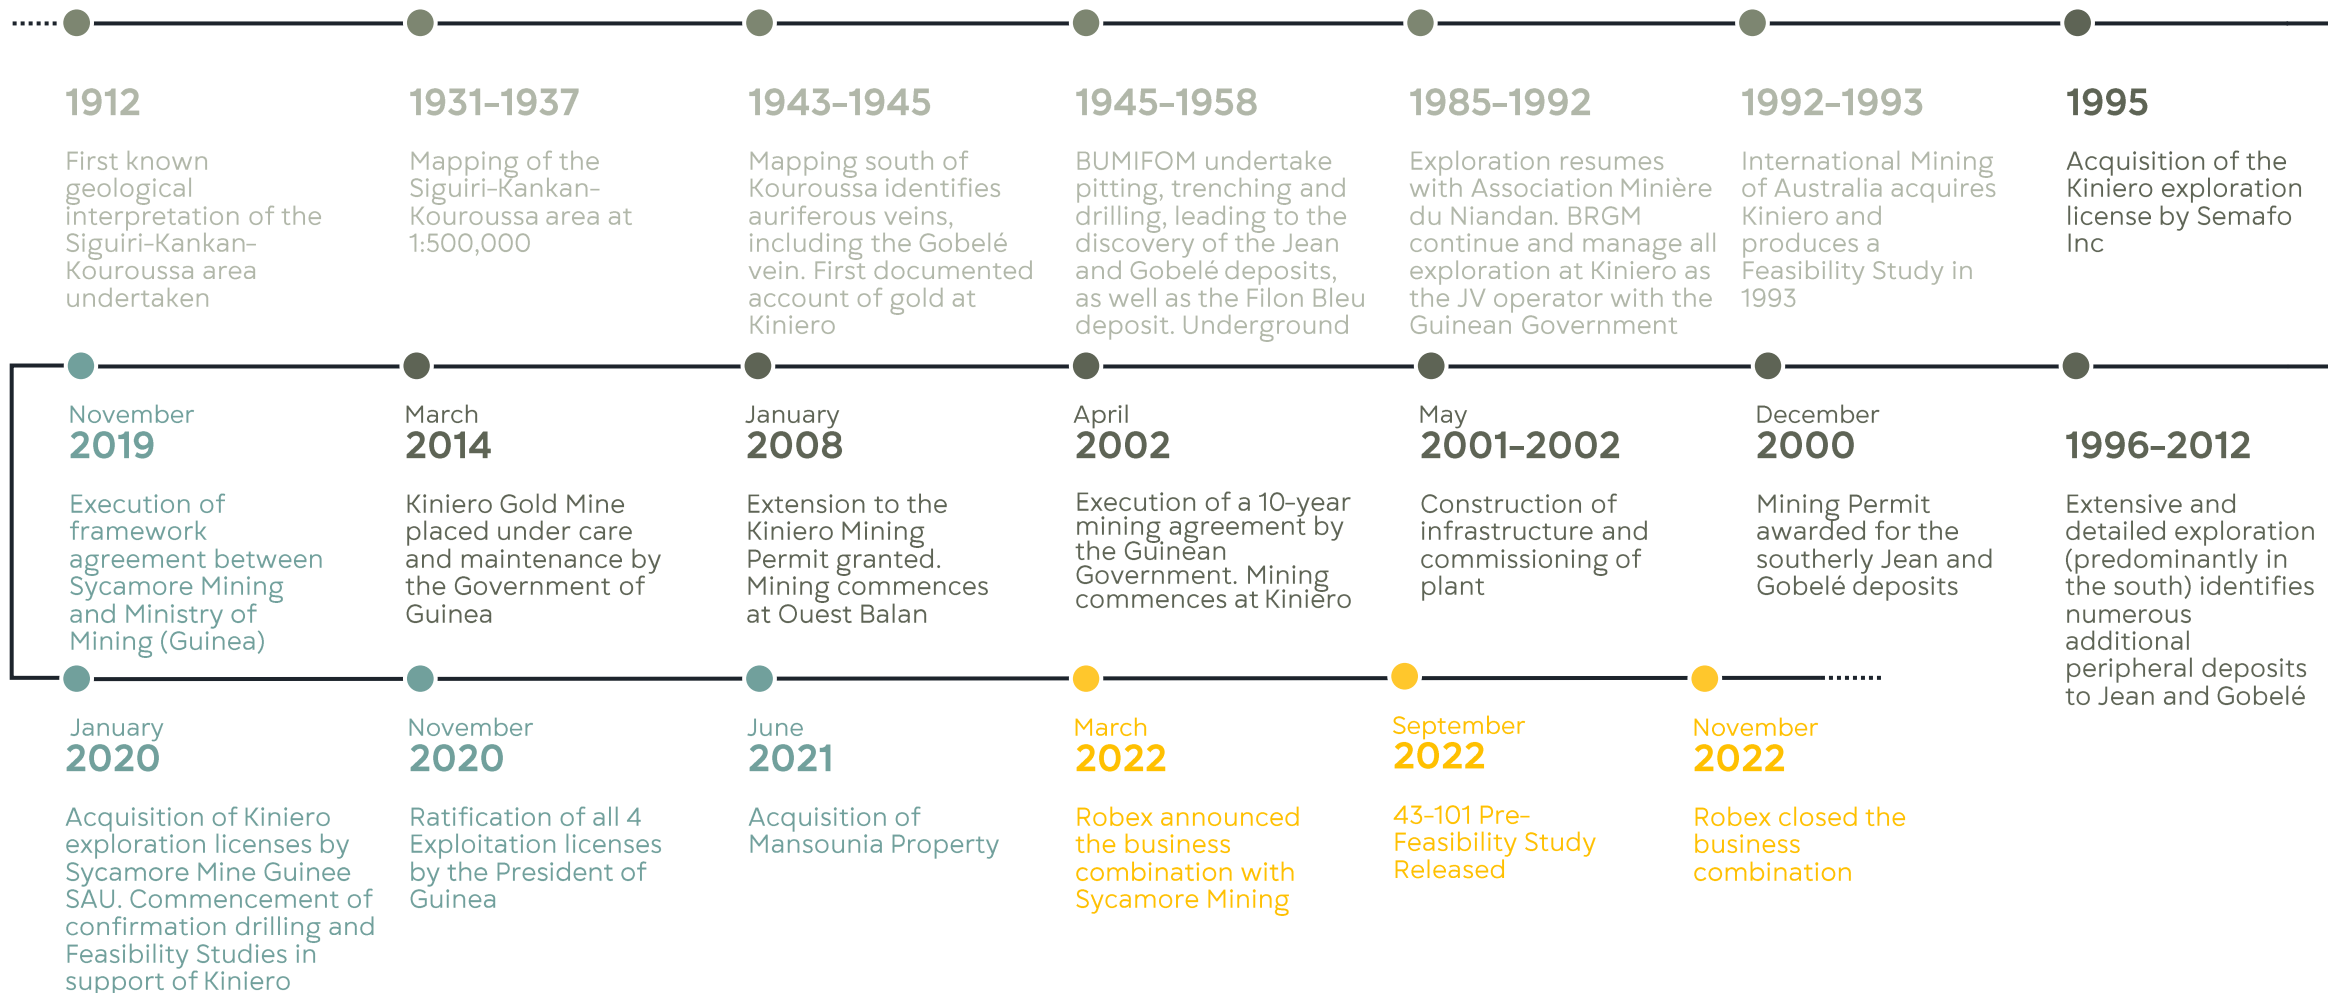 1912
First known
geological
interpretation of the
Siguiri-Kankan-
Kouroussa area
undertaken
1931-1937
Mapping of the
Siguiri-Kankan-
Kouroussa area at
1:500,000
1943-1945
Mapping south of
Kouroussa identifies
auriferous veins,
including the Gobelé
vein. First documented
account of gold at
Kiniero
1945-1958
BUMIFOM undertake
pitting, trenching and
drilling, leading to the
discovery of the Jean
and Gobelé deposits,
as well as the Filon Bleu
deposit. Underground
1985-1992
Exploration resumes
with Association Minière
du Niandan. BRGM
continue and manage all
exploration at Kiniero as
the JV operator with the
Guinean Government
1992-1993
International Mining
of Australia acquires
Kiniero and
produces a
Feasibility Study in
1993
1995
Acquisition of the
Kiniero exploration
license by Semafo
Inc
November
2019
Execution of
framework
agreement between
Sycamore Mining
and Ministry of
Mining (Guinea)
March
2014
Kiniero Gold Mine
placed under care
and maintenance by
the Government of
Guinea
January
2008
Extension to the
Kiniero Mining
Permit granted.
Mining commences
at Ouest Balan
April
2002
Execution of a 10-year
mining agreement by
the Guinean
Government. Mining
commences at Kiniero
May
2001-2002
Construction of
infrastructure and
commissioning of
plant
December
2000
Mining Permit
awarded for the
southerly Jean and
Gobelé deposits
1996-2012
Extensive and
detailed exploration
(predominantly in
the south) identifies
numerous
additional
peripheral deposits
to Jean and Gobelé
January
2020
Acquisition of Kiniero
exploration licenses by
Sycamore Mine Guinee
SAU. Commencement of
confirmation drilling and
Feasibility Studies in
support of Kiniero
November
2020
Ratification of all 4
Exploitation licenses
by the President of
Guinea
June
2021
Acquisition of
Mansounia Property
March
2022
Robex announced
the business
combination with
Sycamore Mining
September
2022
43-101 Pre-
Feasibility Study
Released
November
2022
Robex closed the
business
combination